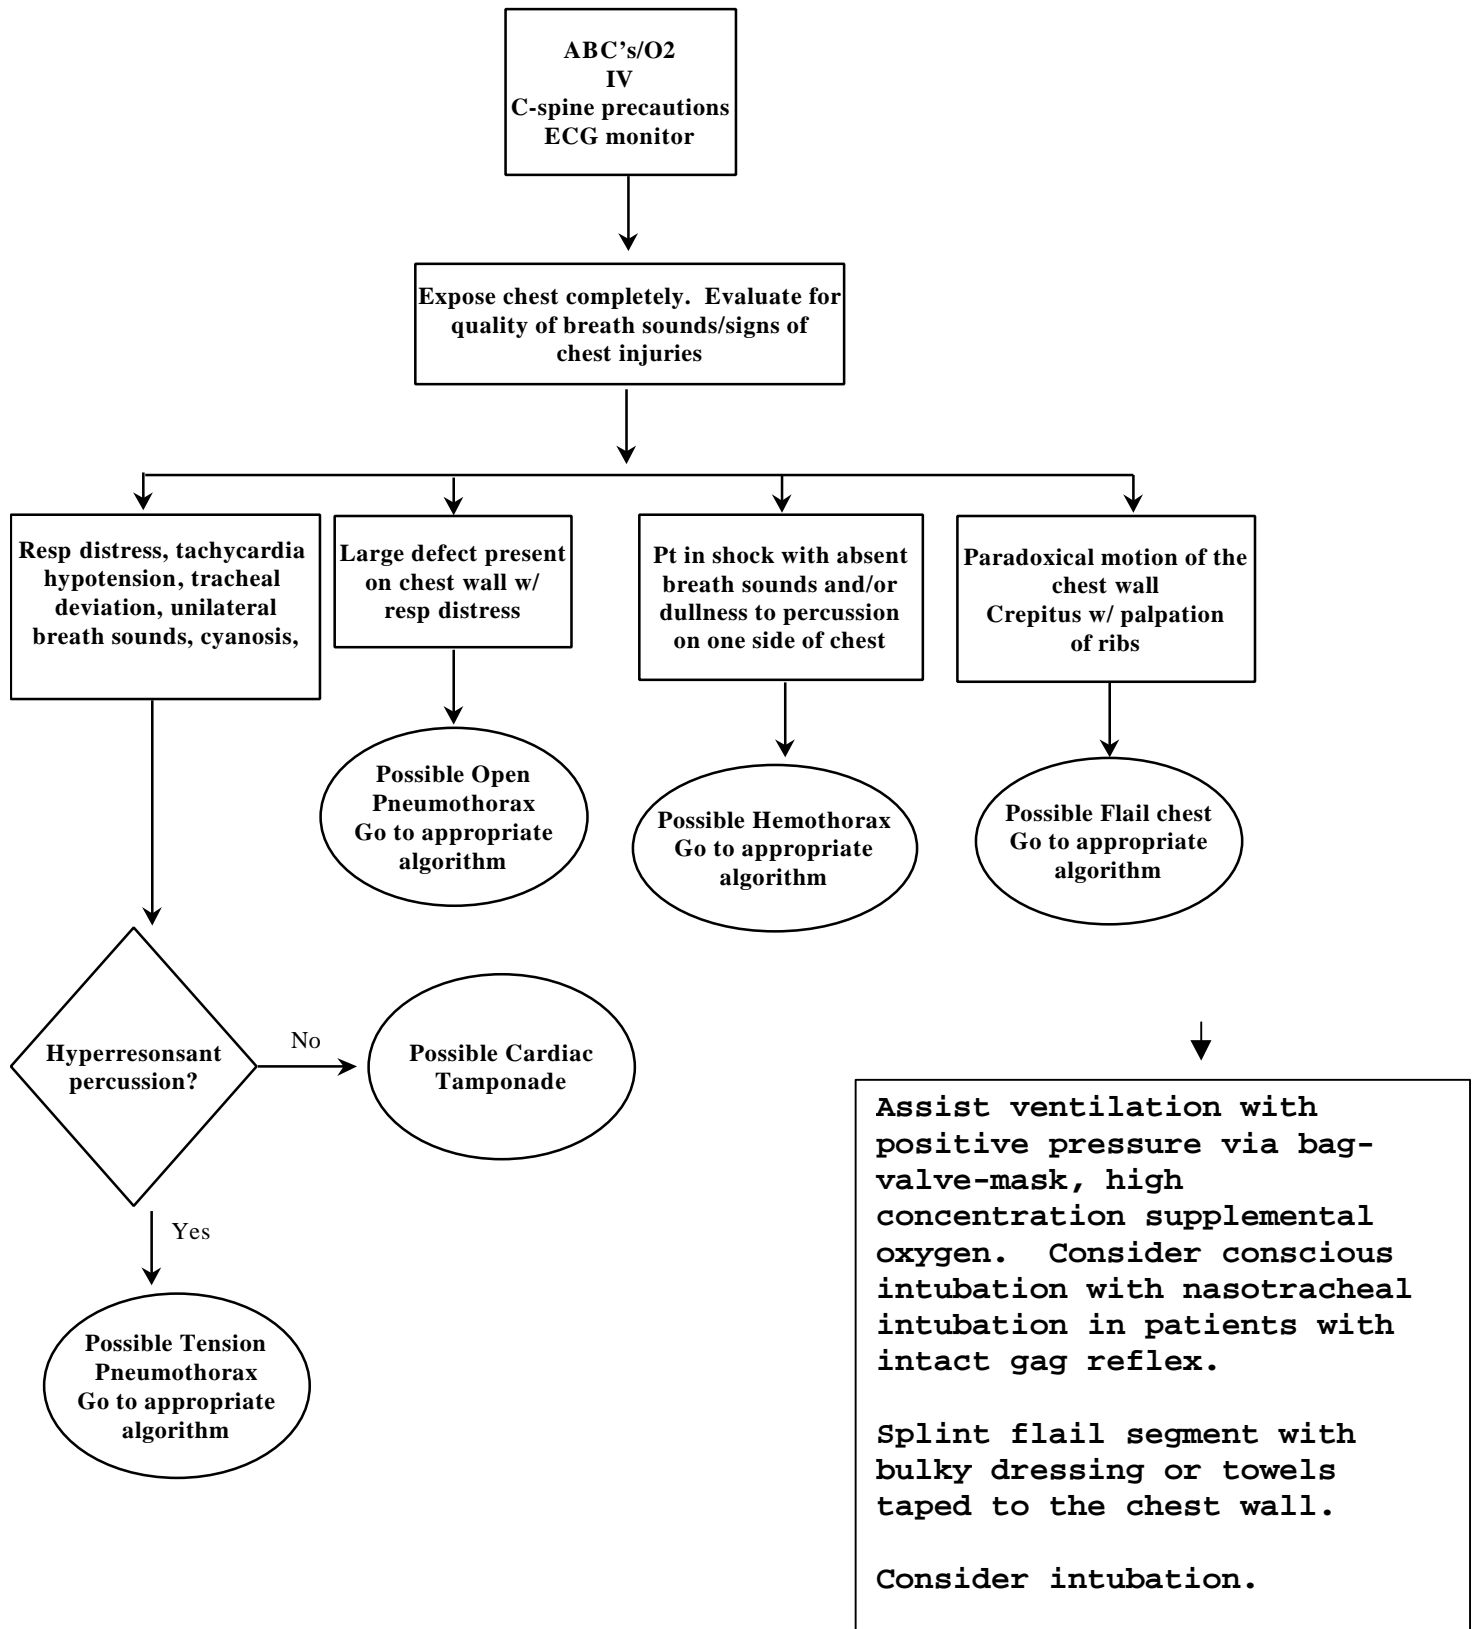 ABC’s/O2
IV
C-spine precautions
ECG monitor
Expose chest completely.  Evaluate for
quality of breath sounds/signs of
chest injuries
Resp distress, tachycardia
hypotension, tracheal
deviation, unilateral
breath sounds, cyanosis,
Large defect present
on chest wall w/
resp distress
Pt in shock with absent
breath sounds and/or
dullness to percussion
on one side of chest
Paradoxical motion of the
chest wall
Crepitus w/ palpation
of ribs
Possible Open
Pneumothorax
Go to appropriate
algorithm
Possible Hemothorax
Go to appropriate
algorithm
Possible Flail chest
Go to appropriate
algorithm
Hyperresonsant
percussion?
No
Possible Cardiac
Tamponade
Yes
Possible Tension
Pneumothorax
Go to appropriate
algorithm
Assist ventilation with
positive pressure via bag-
valve-mask, high
concentration supplemental
oxygen.  Consider conscious
intubation with nasotracheal
intubation in patients with
intact gag reflex.
Splint flail segment with
bulky dressing or towels
taped to the chest wall.
Consider intubation.